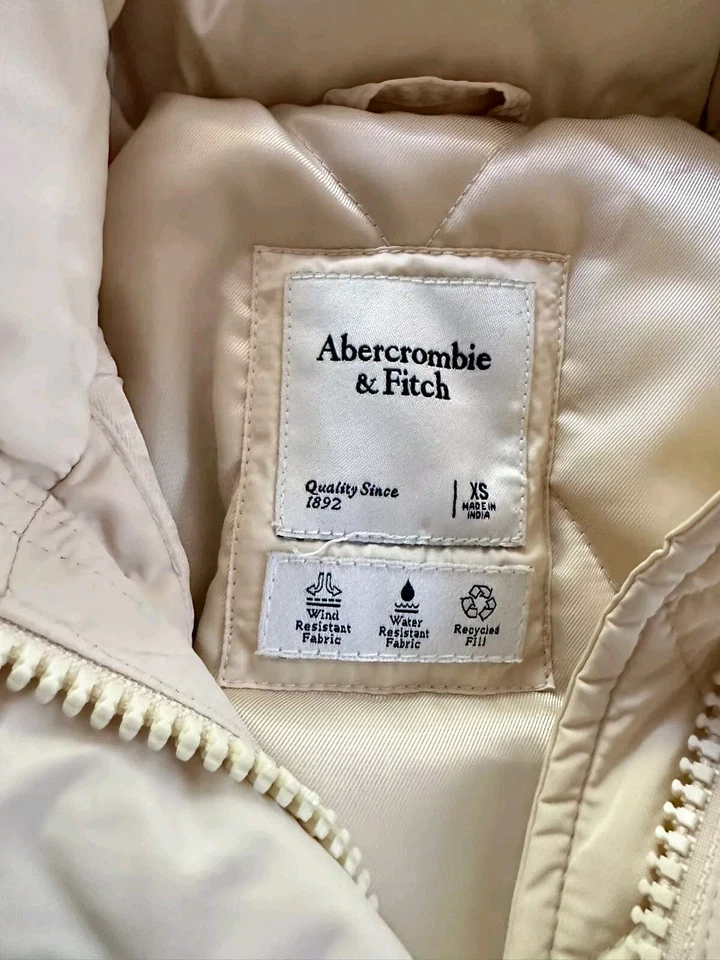 Abercrombie
& Fitch
Quality Since
1892
XS
MADE IN
INDIA
Wind
Resistant
Fabric
Water
Resistant
Fabric
Recycled
Fill